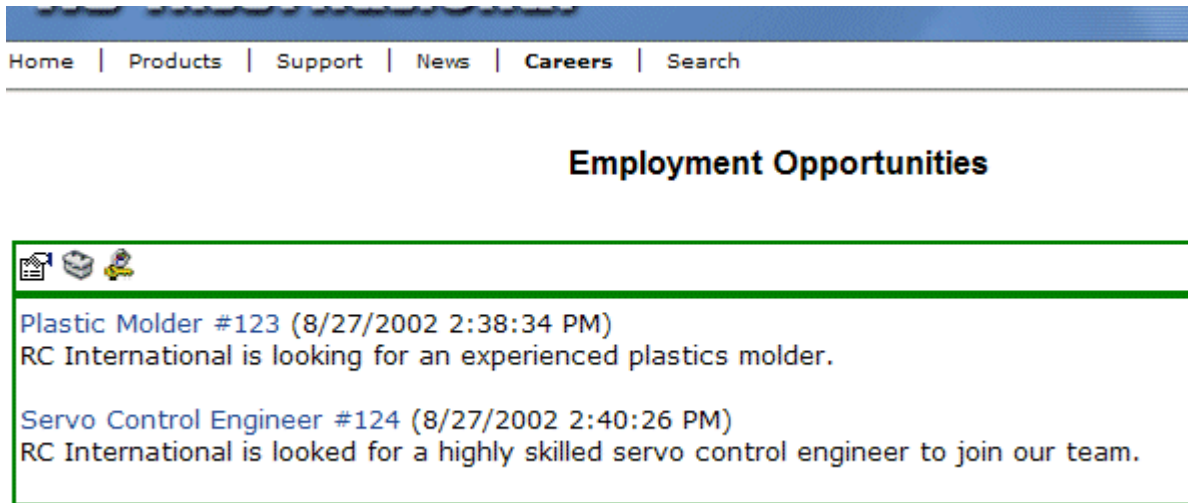 Home | Products | Support | News | Careers | Search
Employment Opportunities
Plastic Molder #123 (8/27/2002 2:38:34 PM)
RC International is looking for an experienced plastics molder.
Servo Control Engineer #124 (8/27/2002 2:40:26 PM)
RC International is looked for a highly skilled servo control engineer to join our team.